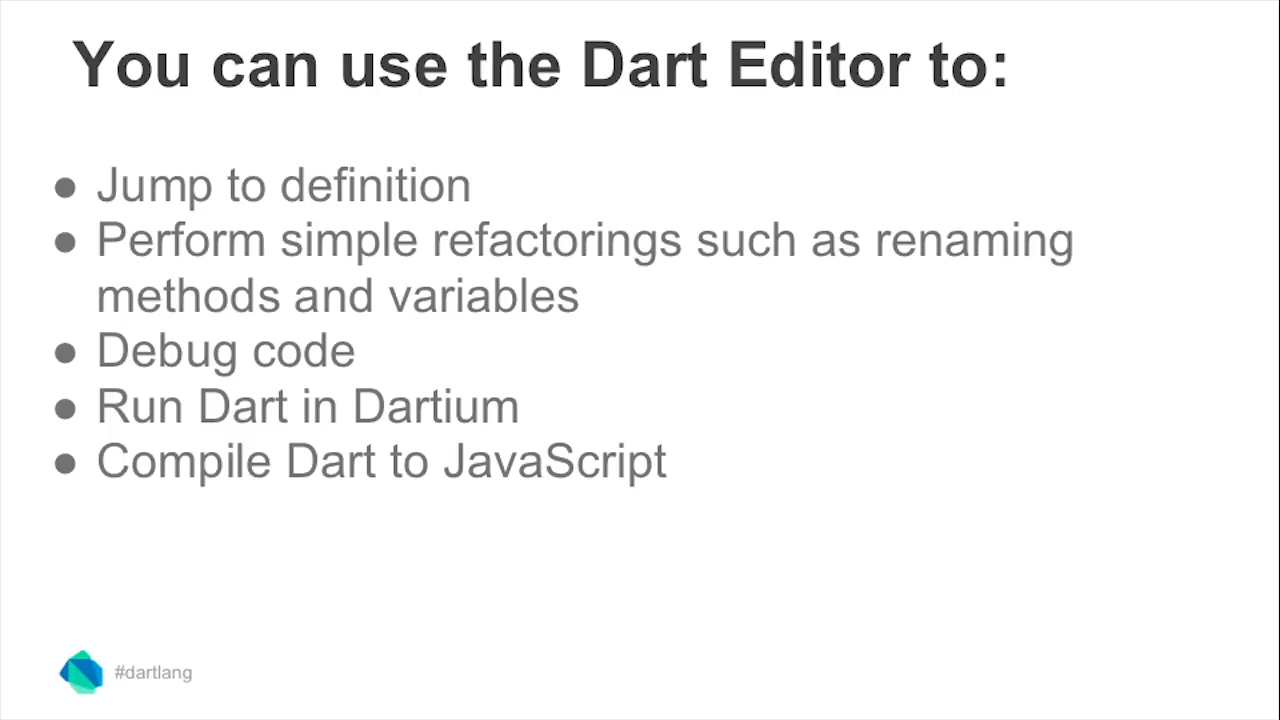 You can use the Dart Editor to:
● Jump to definition
● Perform simple refactorings such as renaming
methods and variables
● Debug code
● Run Dart in Dartium
● Compile Dart to JavaScript
#dartlang